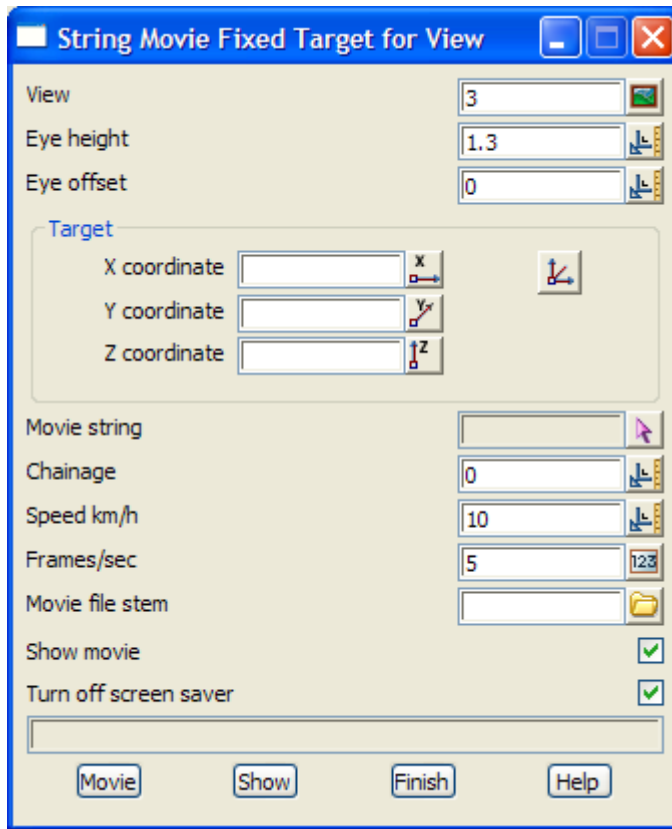 String Movie Fixed Target for View
View 3
Eye height 1.3
Eye offset 0
Target
X coordinate X
Y coordinate Y
Z coordinate Z
Movie string
Chainage 0
Speed km/h 10
Frames/sec 5 123
Movie file stem
Show movie
Turn off screen saver
Movie Show Finish Help